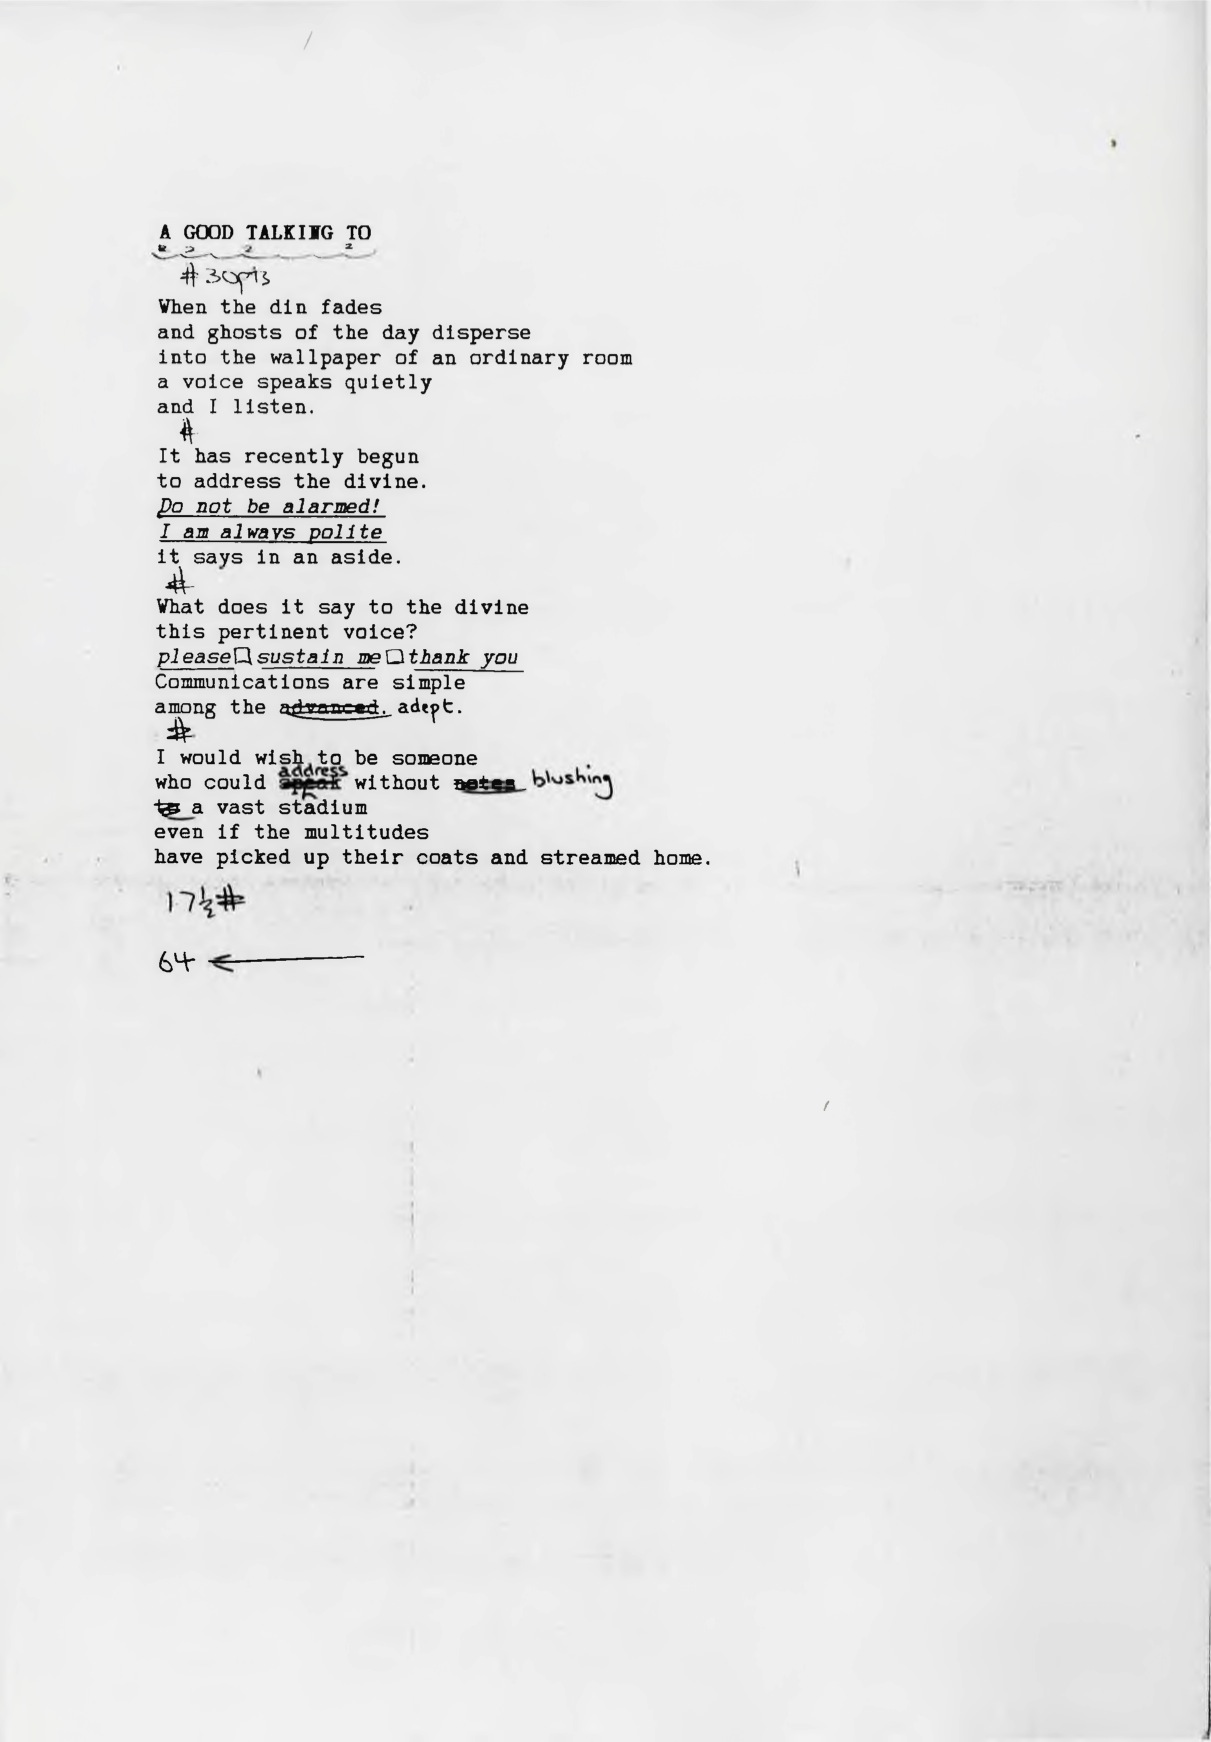 A GOOD TALKING TO
# 30pts
When the din fades
and ghosts of the day disperse
into the wallpaper of an ordinary room
a voice speaks quietly
and I listen.
#
It has recently begun
to address the divine.
Do not be alarmed!
I am always polite
it says in an aside.
#
What does it say to the divine
this pertinent voice?
please sustain me thank you
Communications are simple
among the advanced. adept.
#
I would wish to be someone
address
who could speak without notes blushing
to a vast stadium
even if the multitudes
have picked up their coats and streamed home.
17½#
64 ←